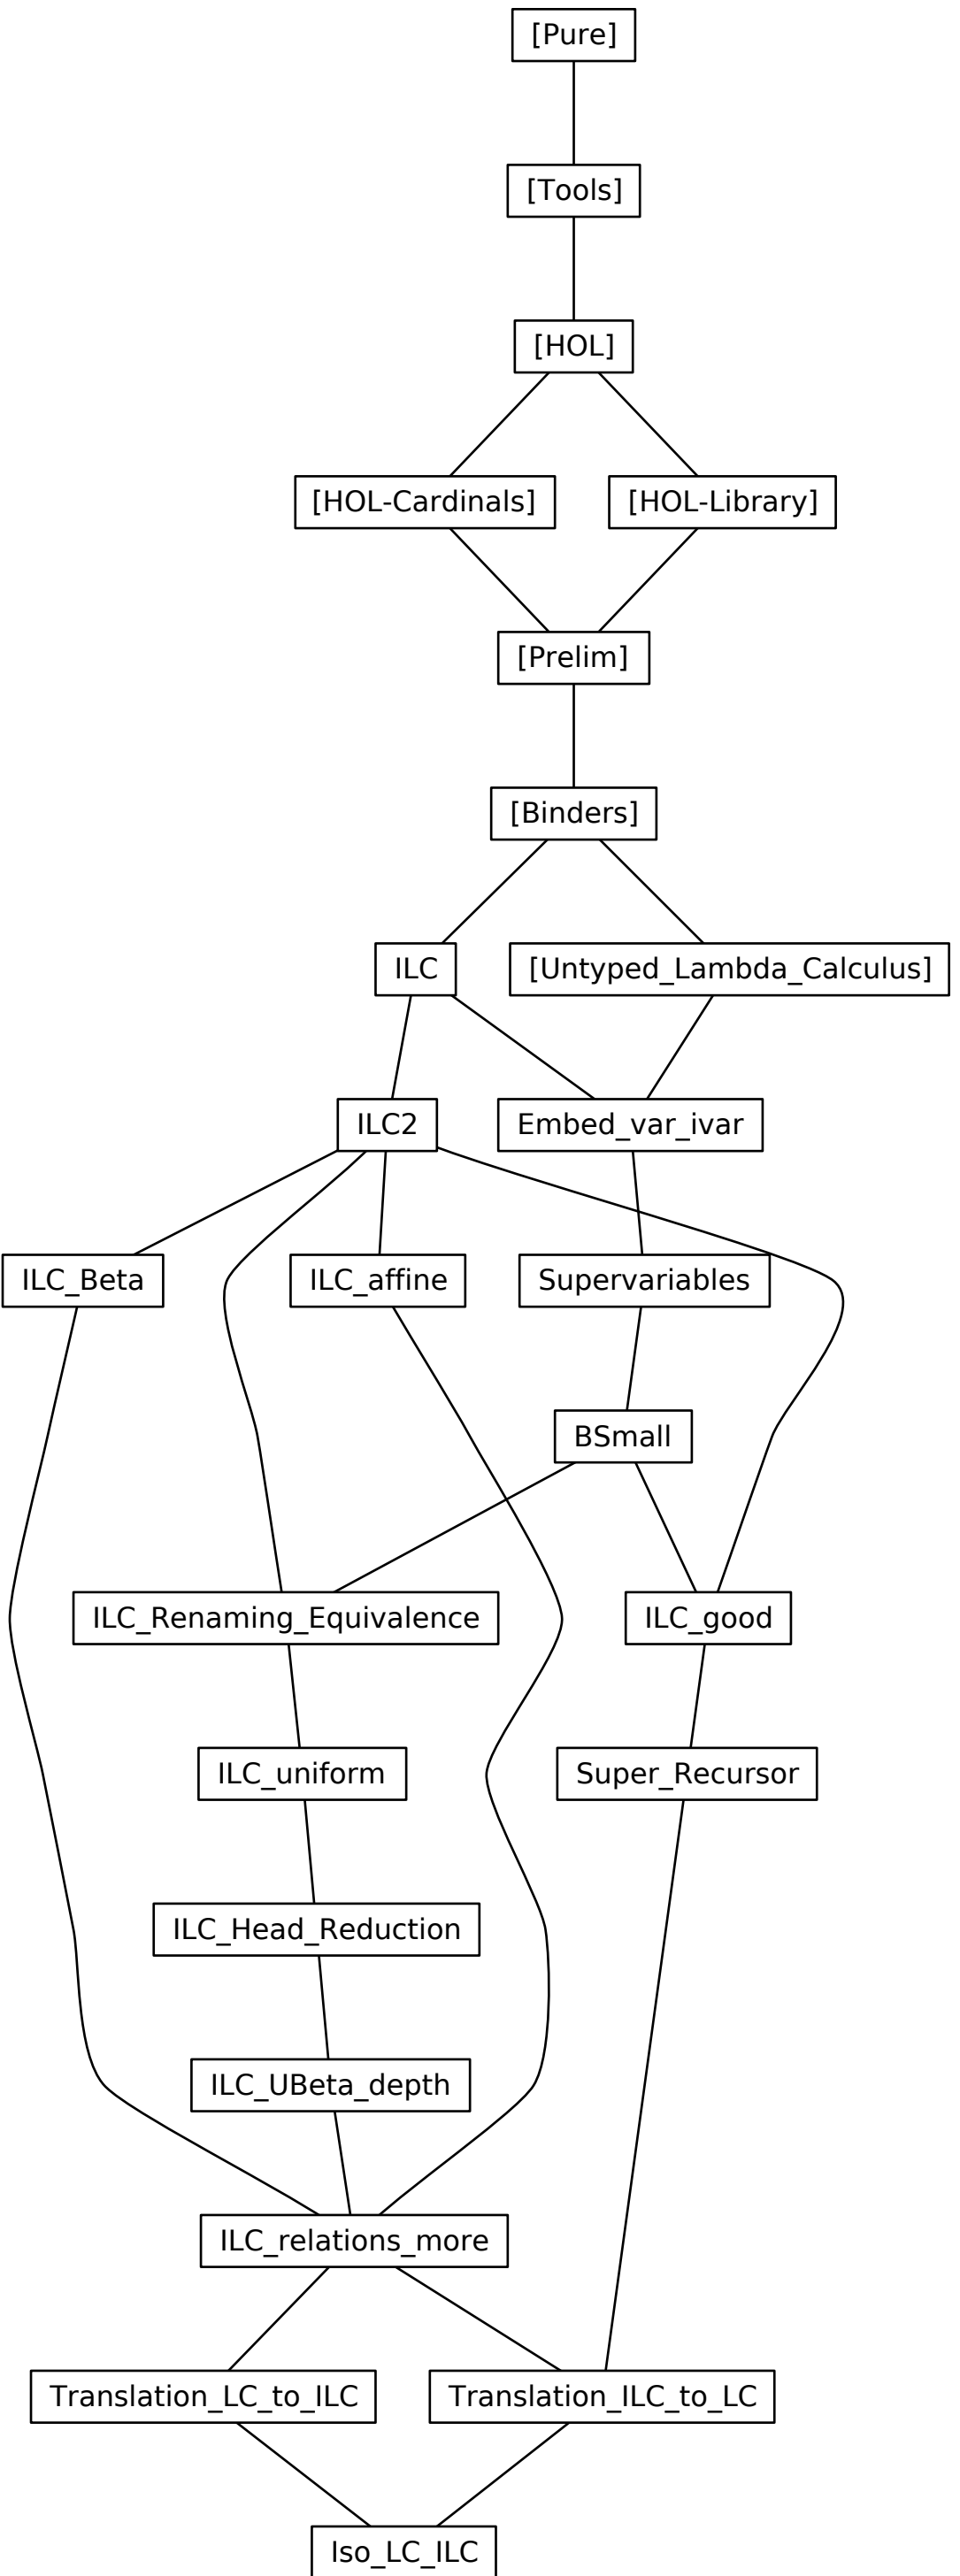 [Pure]
[Tools]
[HOL]
[HOL-Cardinals]
[HOL-Library]
[Prelim]
[Binders]
ILC
[Untyped_Lambda_Calculus]
ILC2
Embed_var_ivar
ILC_Beta
ILC_affine
Supervariables
BSmall
ILC_Renaming_Equivalence
ILC_good
ILC_uniform
Super_Recursor
ILC_Head_Reduction
ILC_UBeta_depth
ILC_relations_more
Translation_LC_to_ILC
Translation_ILC_to_LC
Iso_LC_ILC